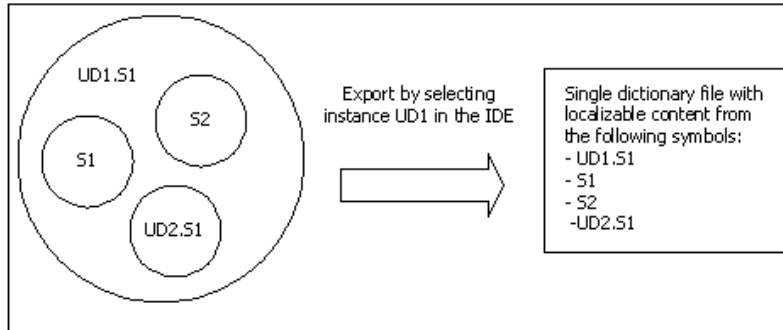 UD1.S1
S2
S1
UD2.S1
Export by selecting
instance UD1 in the IDE
Single dictionary file with
localizable content from
the following symbols:
- UD1.S1
- S1
- S2
-UD2.S1